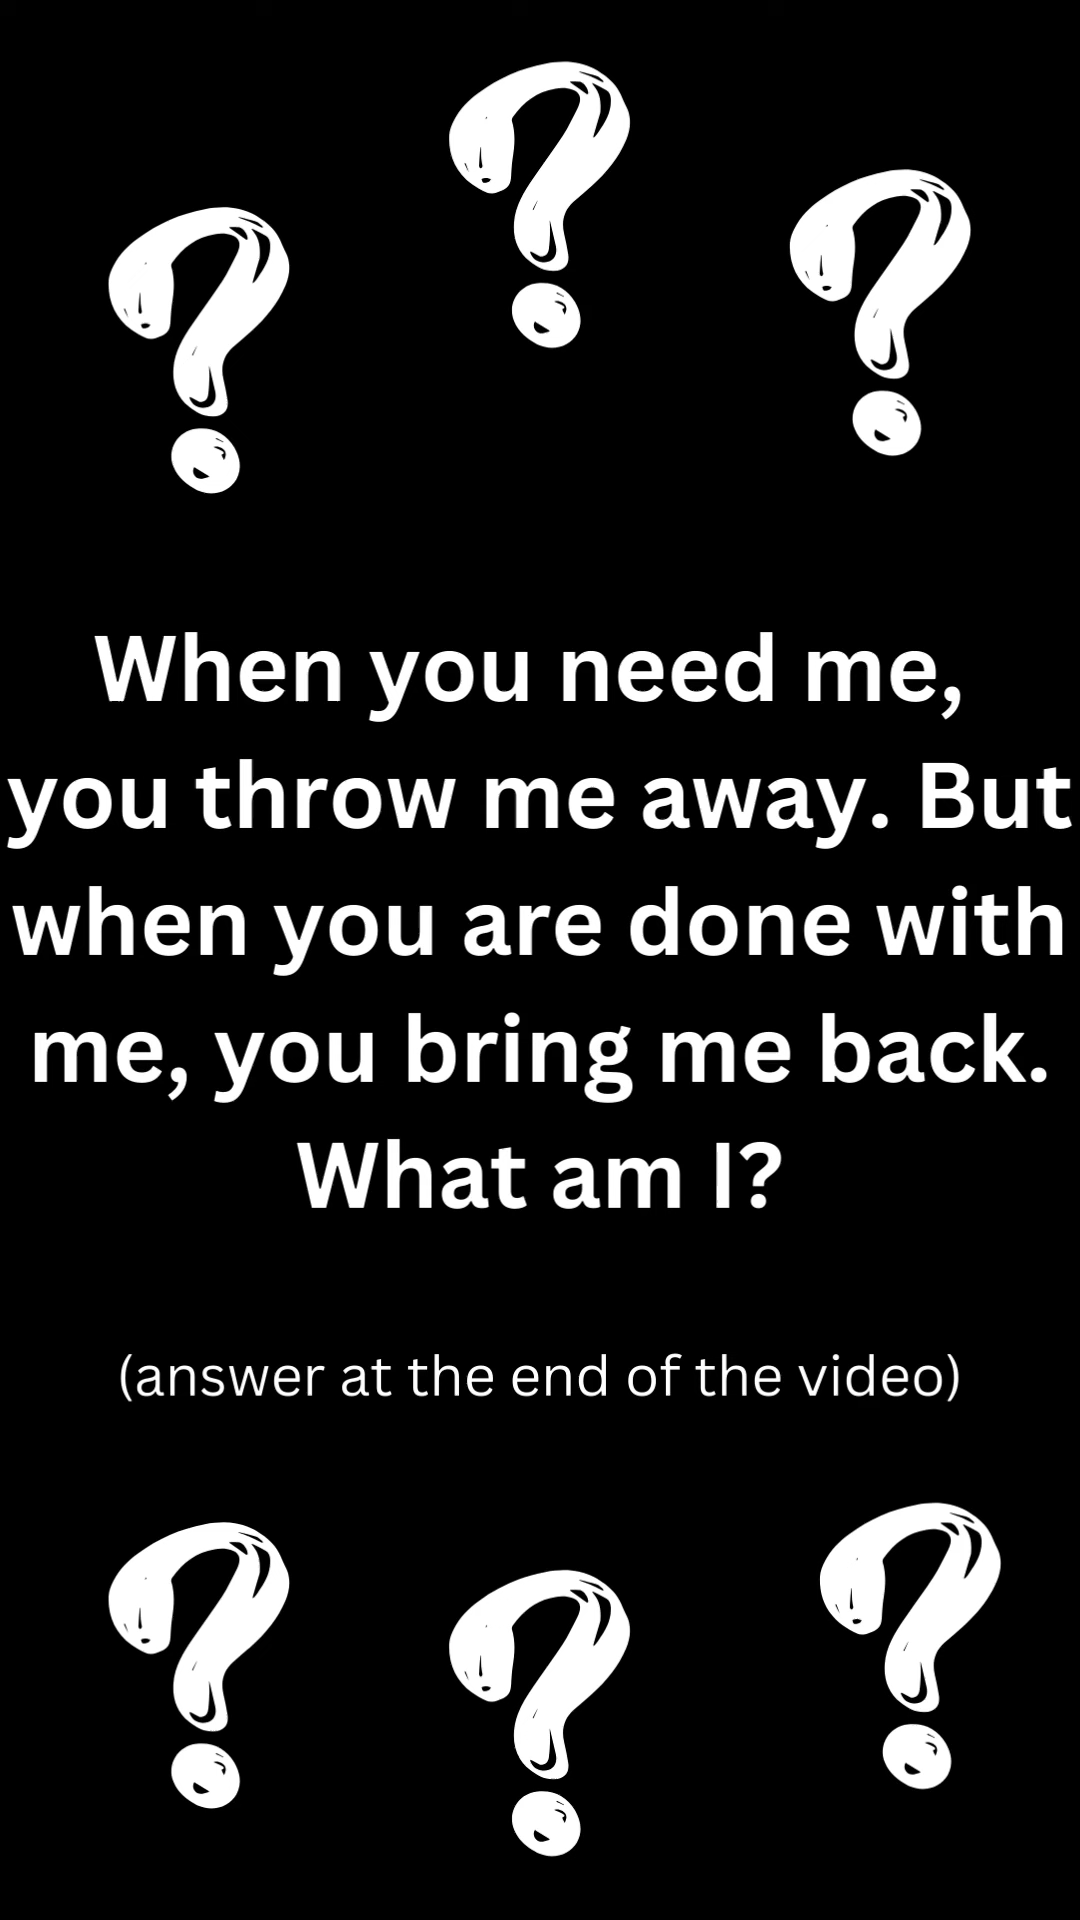 When you need me,
you throw me away. But
when you are done with
me, you bring me back.
What am I?
(answer at the end of the video)